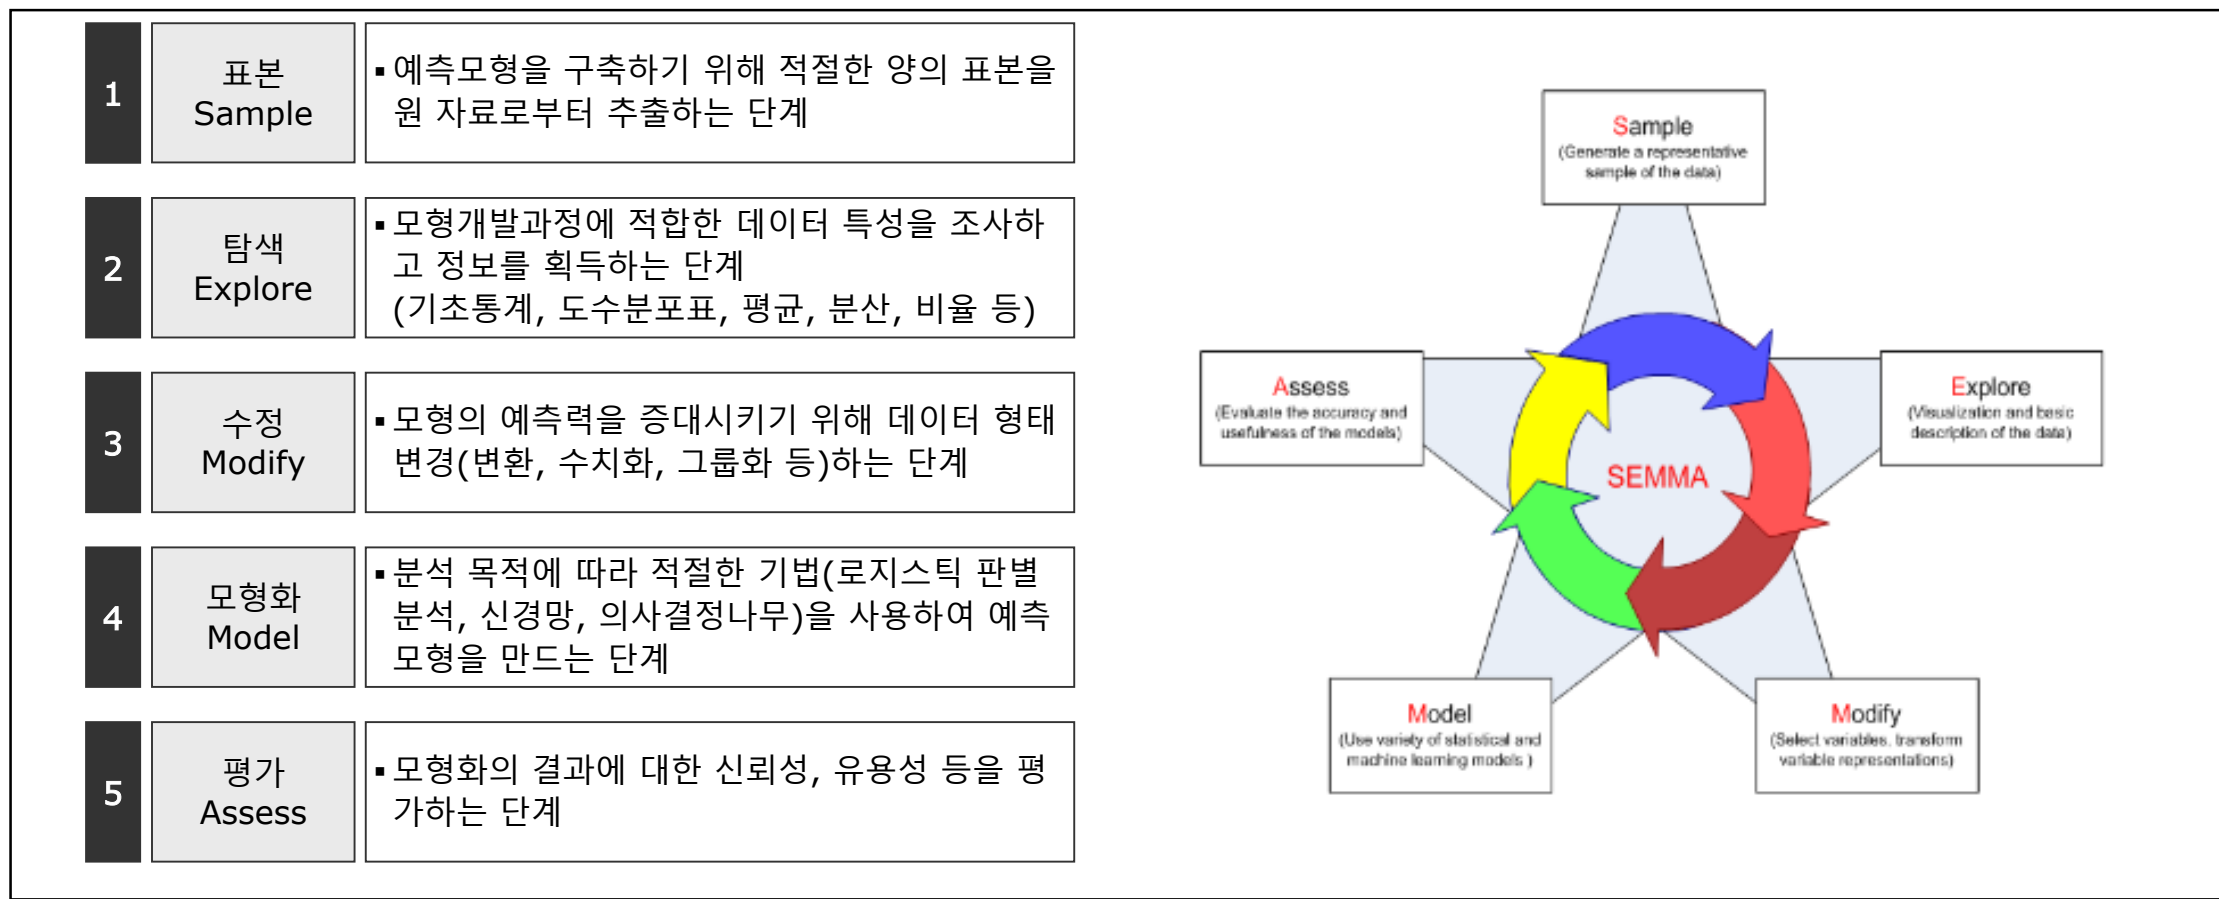 1
표본
Sample
▪예측모형을 구축하기 위해 적절한 양의 표본을
원 자료로부터 추출하는 단계
2
탐색
Explore
▪모형개발과정에 적합한 데이터 특성을 조사하
고 정보를 획득하는 단계
(기초통계, 도수분포표, 평균, 분산, 비율 등)
3
수정
Modify
▪모형의 예측력을 증대시키기 위해 데이터 형태
변경(변환, 수치화, 그룹화 등)하는 단계
4
모형화
Model
▪분석 목적에 따라 적절한 기법(로지스틱 판별
분석, 신경망, 의사결정나무)을 사용하여 예측
모형을 만드는 단계
5
평가
Assess
▪모형화의 결과에 대한 신뢰성, 유용성 등을 평
가하는 단계
Sample
(Generate a representative
sample of the data)
Assess
(Evaluate the accuracy and
usefulness of the models)
Explore
(Visualization and basic
description of the data)
SEMMA
Model
(Use variety of statistical and
machine learning models )
Modify
(Select variables, transform
variable representations)